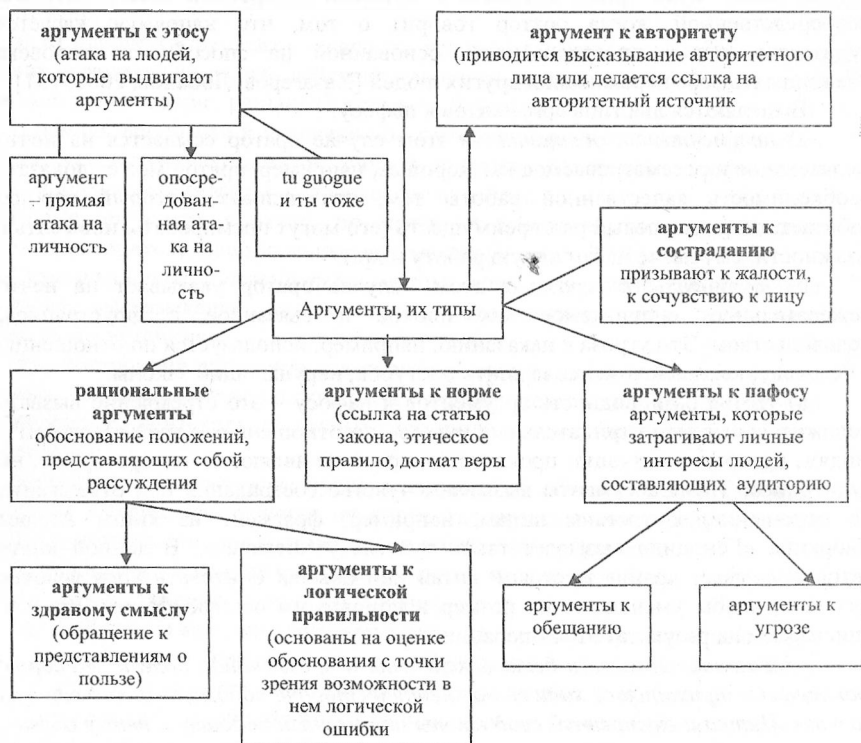 аргументы к этосу
(атака на людей,
которые выдвигают
аргументы)
аргумент к авторитету
(приводится высказывание авторитетного
лица или делается ссылка на
авторитетный источник
аргумент
– прямая
атака на
личность
опосре-
дован-
ная ата-
ка на
лично-
сть
tu gogue
и ты тоже
аргументы к
состраданию
призывают к жалости,
к сочувствию к лицу
Аргументы, их типы
рациональные
аргументы
обоснование положений,
представляющих собой
рассуждения
аргументы к теории
(ссылка на статью
закона, этическое
правило, догмат веры)
аргументы к пафосу
аргументы, которые
затрагивают личные
интересы людей,
составляющих аудиторию
аргументы к
здравому смыслу
(обращение к
представлениям о
пользе)
аргументы к
логической
правильности
(основаны на оценке
обоснования с точки
зрения возможности в
нем логической
ошибки
аргументы к
обещанию
аргументы к
угрозе